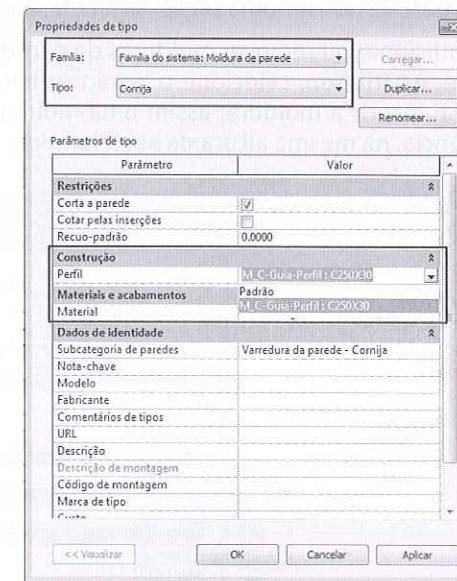 Propriedades de tipo
Família: Família do sistema: Moldura de parede Carregar...
Tipo: Cornija Duplicar...
Renomear...
Parâmetros de tipo
Parâmetro Valor
Restrições
Corta a parede
Cotar pelas inserções
Recuo-padrão 0.0000
Construção
Perfil M_C-Guia-Perfil : C250X30
Padrão
Materiais e acabamentos M_C-Guia-Perfil : C250X30
Material
Dados de identidade
Subcategoria de paredes Varredura da parede - Cornija
Nota-chave
Modelo
Fabricante
Comentários de tipos
URL
Descrição
Descrição de montagem
Código de montagem
Marca de tipo
Custo
<< Visualizar OK Cancelar Aplicar